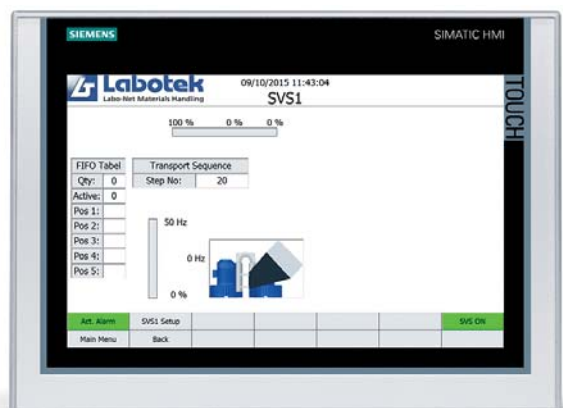 SIEMENS
SIMATIC HMI
TOUCH
Labotek
Labo-Net Materials Handling
09/10/2015 11:43:04
SVS1
100 % 0 % 0 %
FIFO Tabel
Qty: 0
Active: 0
Pos 1:
Pos 2:
Pos 3:
Pos 4:
Pos 5:
Transport Sequence
Step No: 20
50 Hz
0 Hz
0 %
Act. Alarm SVS1 Setup SVS ON
Main Menu Back